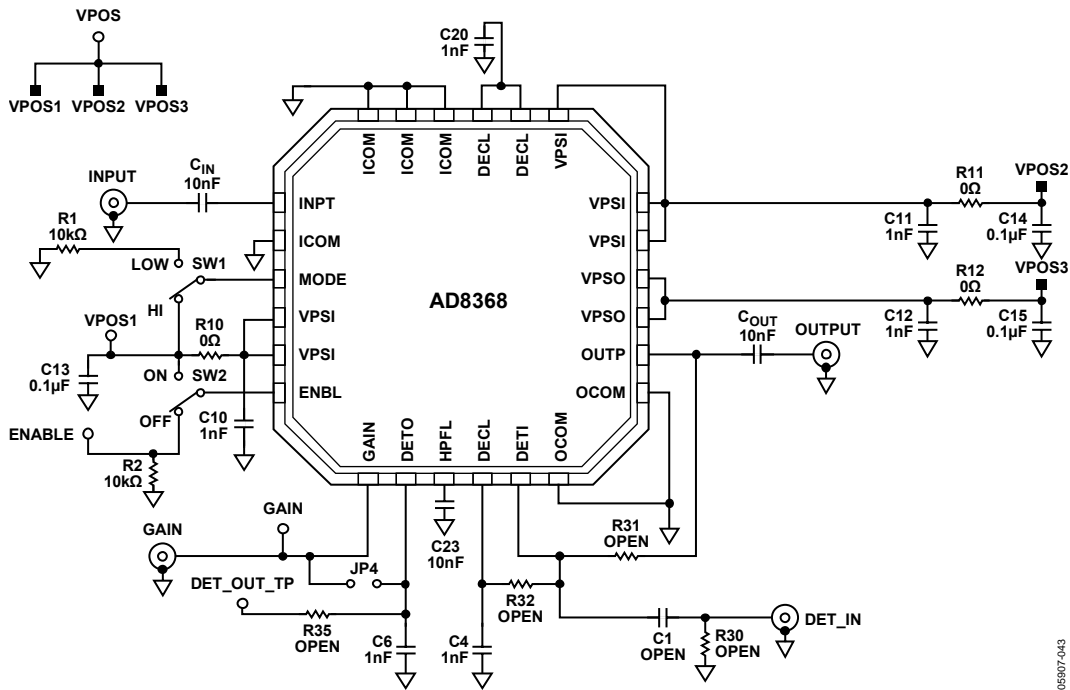 VPOS
VPOS1 VPOS2 VPOS3
C20
1nF
ICOM
ICOM
ICOM
DECL
DECL
VPSI
INPUT
CIN
10nF
R1
10kΩ
LOW
SW1
HI
VPOS1
R10
0Ω
C13
0.1µF
ON
SW2
OFF
C10
1nF
ENABLE
R2
10kΩ
INPT
ICOM
MODE
VPSI
VPSI
ENBL
AD8368
VPSI
VPSI
VPSO
VPSO
OUTP
OCOM
R11
0Ω
VPOS2
C11
1nF
C14
0.1µF
R12
0Ω
VPOS3
C12
1nF
C15
0.1µF
COUT
10nF
OUTPUT
GAIN
DETO
HPFL
DECL
DETI
OCOM
GAIN
GAIN
C23
10nF
JP4
DET_OUT_TP
R35
OPEN
C6
1nF
C4
1nF
R32
OPEN
R31
OPEN
C1
OPEN
R30
OPEN
DET_IN
05907-043